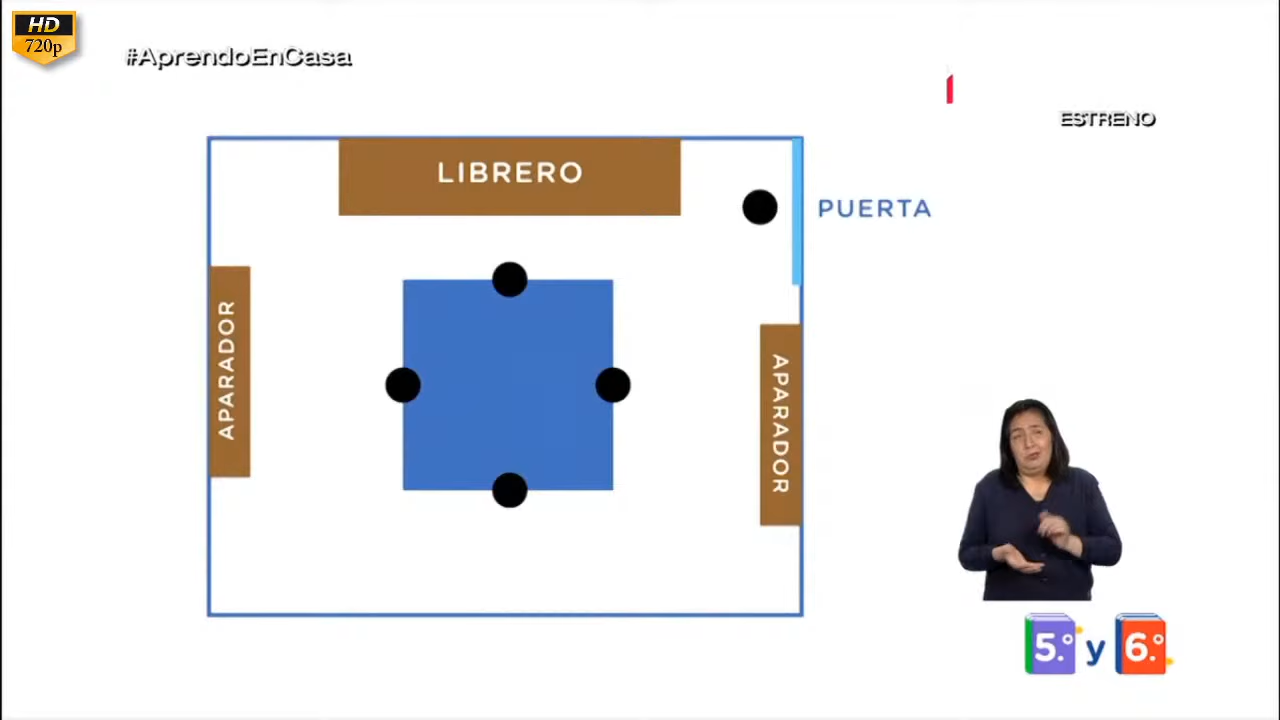 HD
720p
#AprendoEnCasa
ESTRENO
LIBRERO
PUERTA
APARADOR
APARADOR
5.° y 6.°